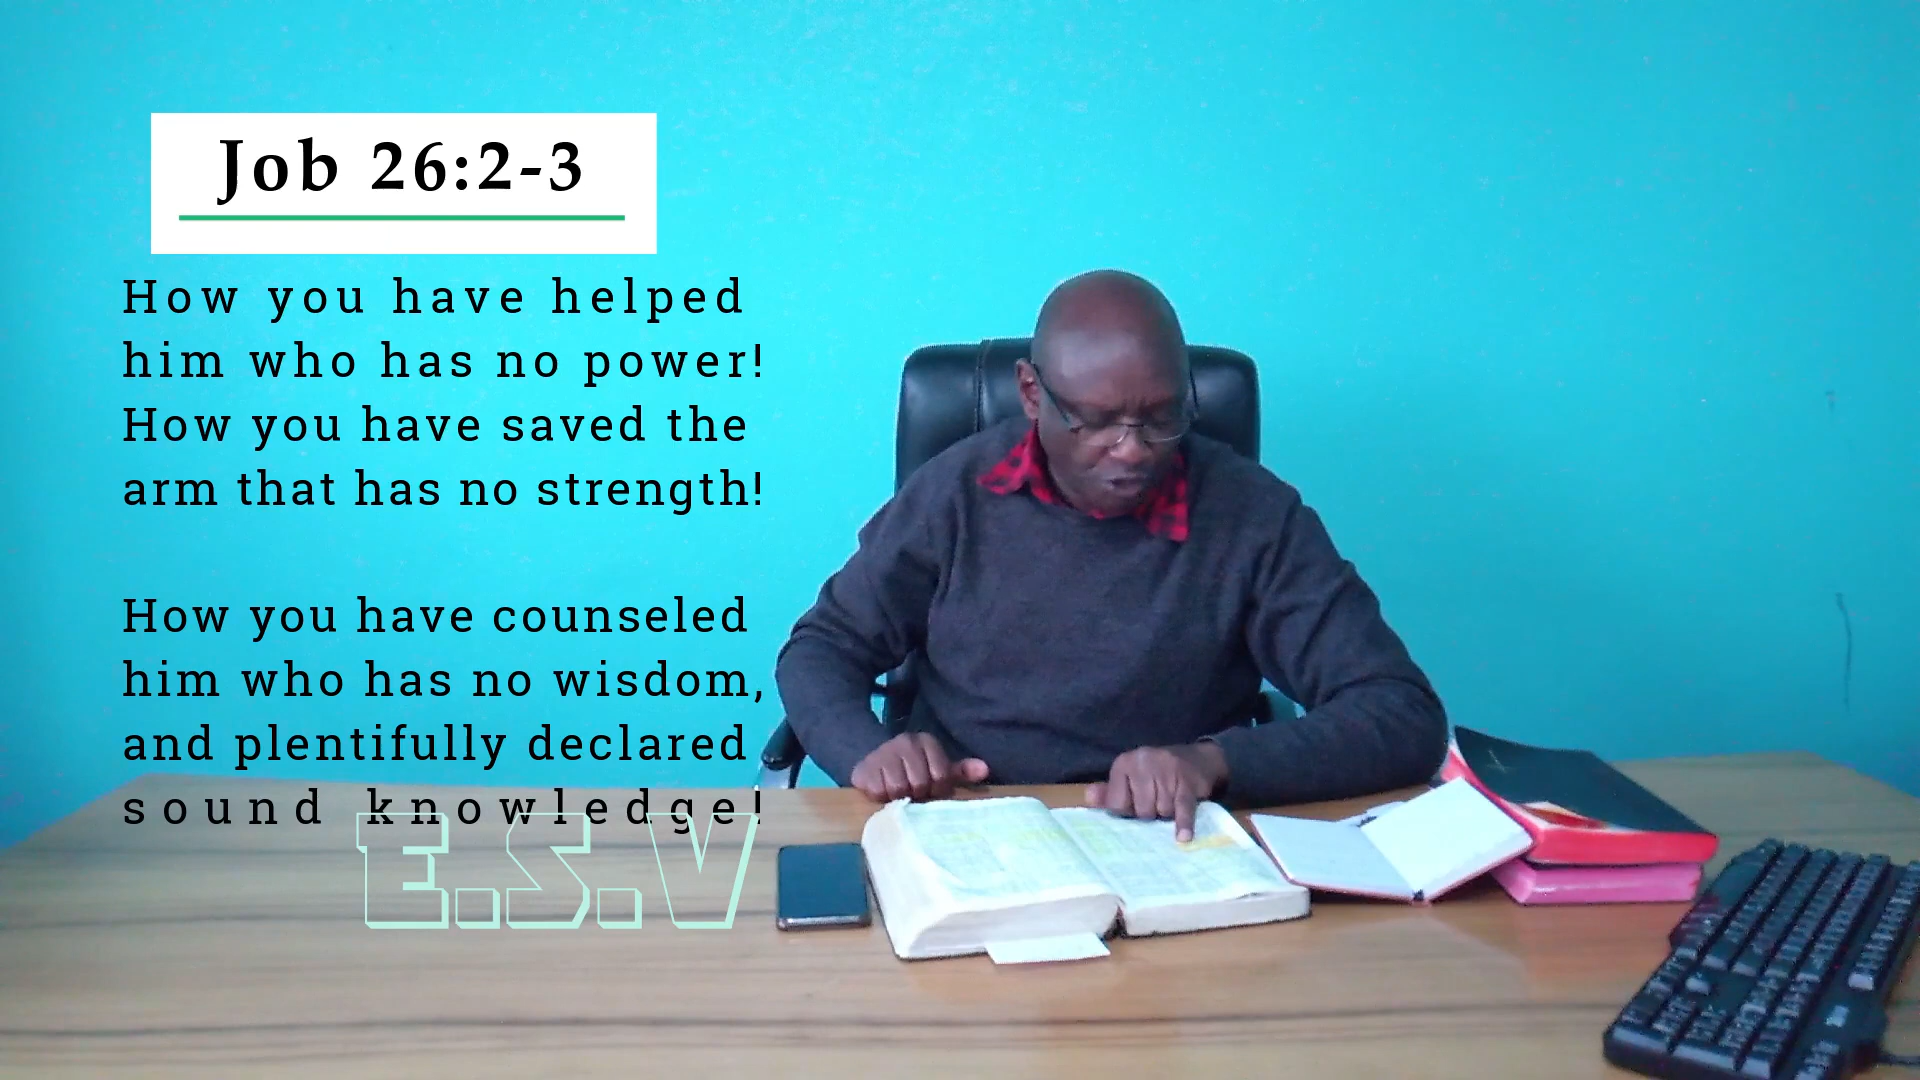 Job 26:2-3
How you have helped
him who has no power!
How you have saved the
arm that has no strength!
How you have counseled
him who has no wisdom,
and plentifully declared
sound knowledge!
E.S.V